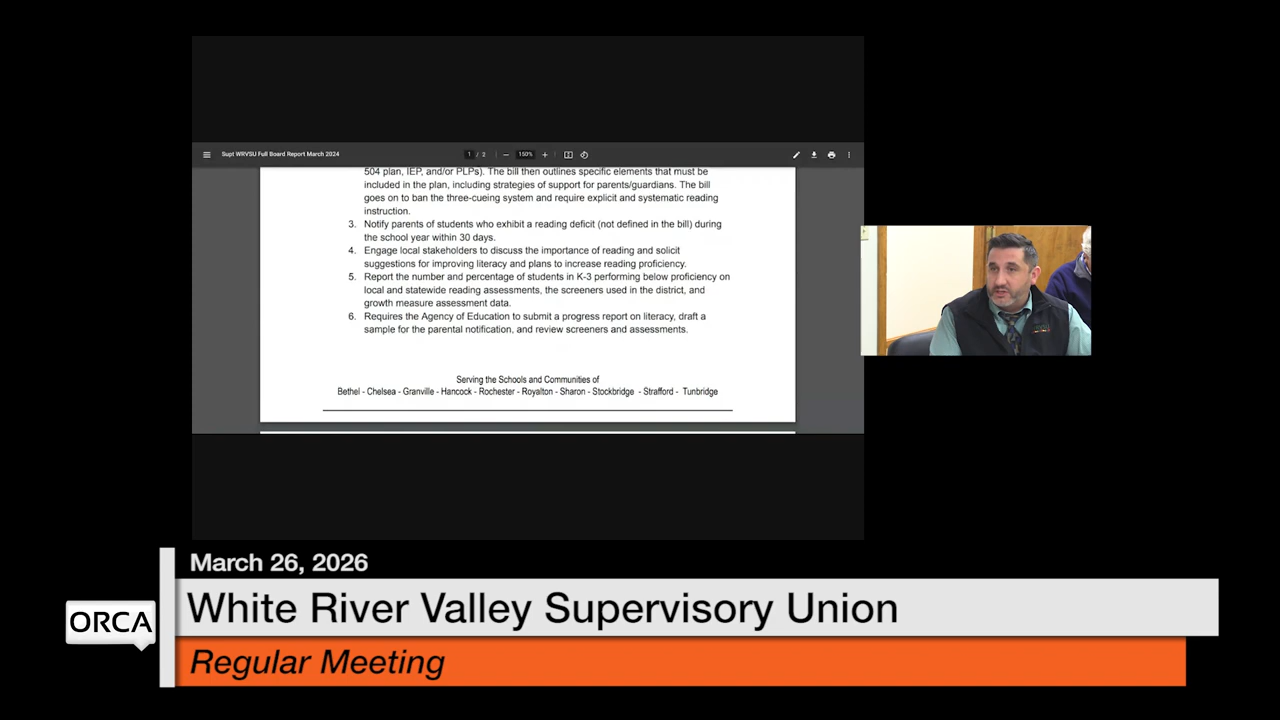 Supt WRVSU Full Board Report March 2024
1 / 2
150%
504 plan, IEP, and/or PLPs). The bill then outlines specific elements that must be
included in the plan, including strategies of support for parents/guardians. The bill
goes on to ban the three-cueing system and require explicit and systematic reading
instruction.
3. Notify parents of students who exhibit a reading deficit (not defined in the bill) during
the school year within 30 days.
4. Engage local stakeholders to discuss the importance of reading and solicit
suggestions for improving literacy and plans to increase reading proficiency.
5. Report the number and percentage of students in K-3 performing below proficiency on
local and statewide reading assessments, the screeners used in the district, and
growth measure assessment data.
6. Requires the Agency of Education to submit a progress report on literacy, draft a
sample for the parental notification, and review screeners and assessments.
Serving the Schools and Communities of
Bethel - Chelsea - Granville - Hancock - Rochester - Royalton - Sharon - Stockbridge - Strafford - Tunbridge
March 26, 2026
ORCA
White River Valley Supervisory Union
Regular Meeting